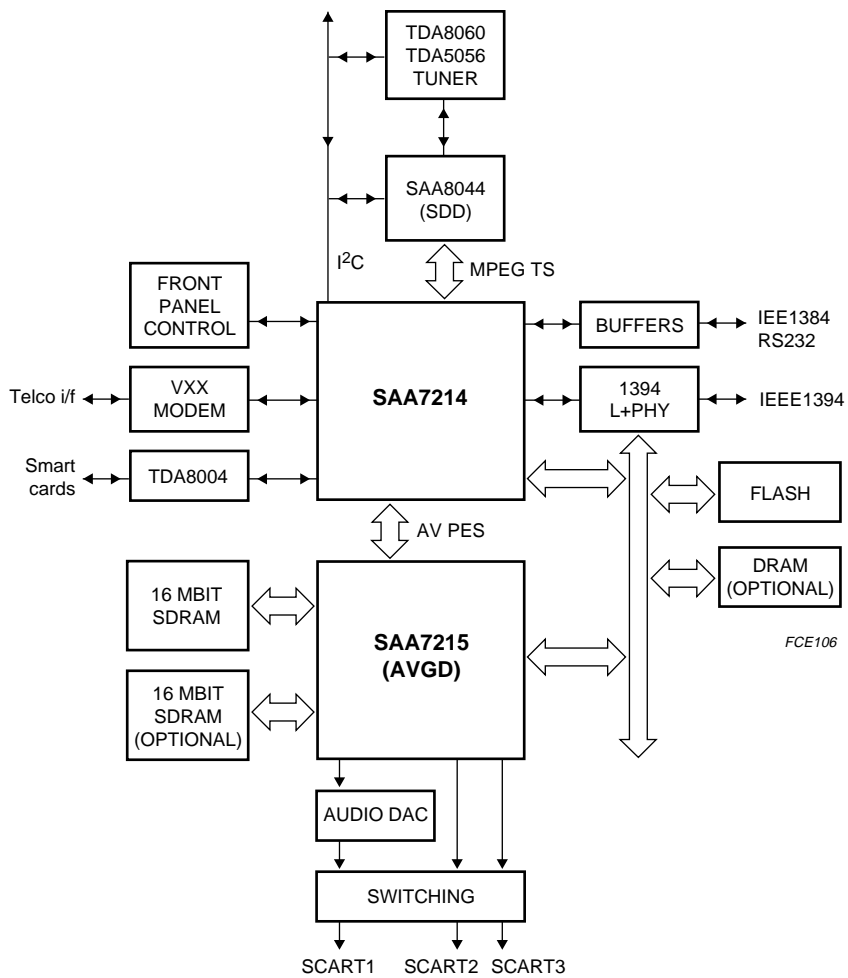 TDA8060
TDA5056
TUNER
SAA8044
(SDD)
I²C
MPEG TS
FRONT
PANEL
CONTROL
BUFFERS
IEE1384
RS232
Telco i/f
VXX
MODEM
SAA7214
1394
L+PHY
IEEE1394
Smart
cards
TDA8004
FLASH
AV PES
DRAM
(OPTIONAL)
16 MBIT
SDRAM
SAA7215
(AVGD)
FCE106
16 MBIT
SDRAM
(OPTIONAL)
AUDIO DAC
SWITCHING
SCART1 SCART2 SCART3